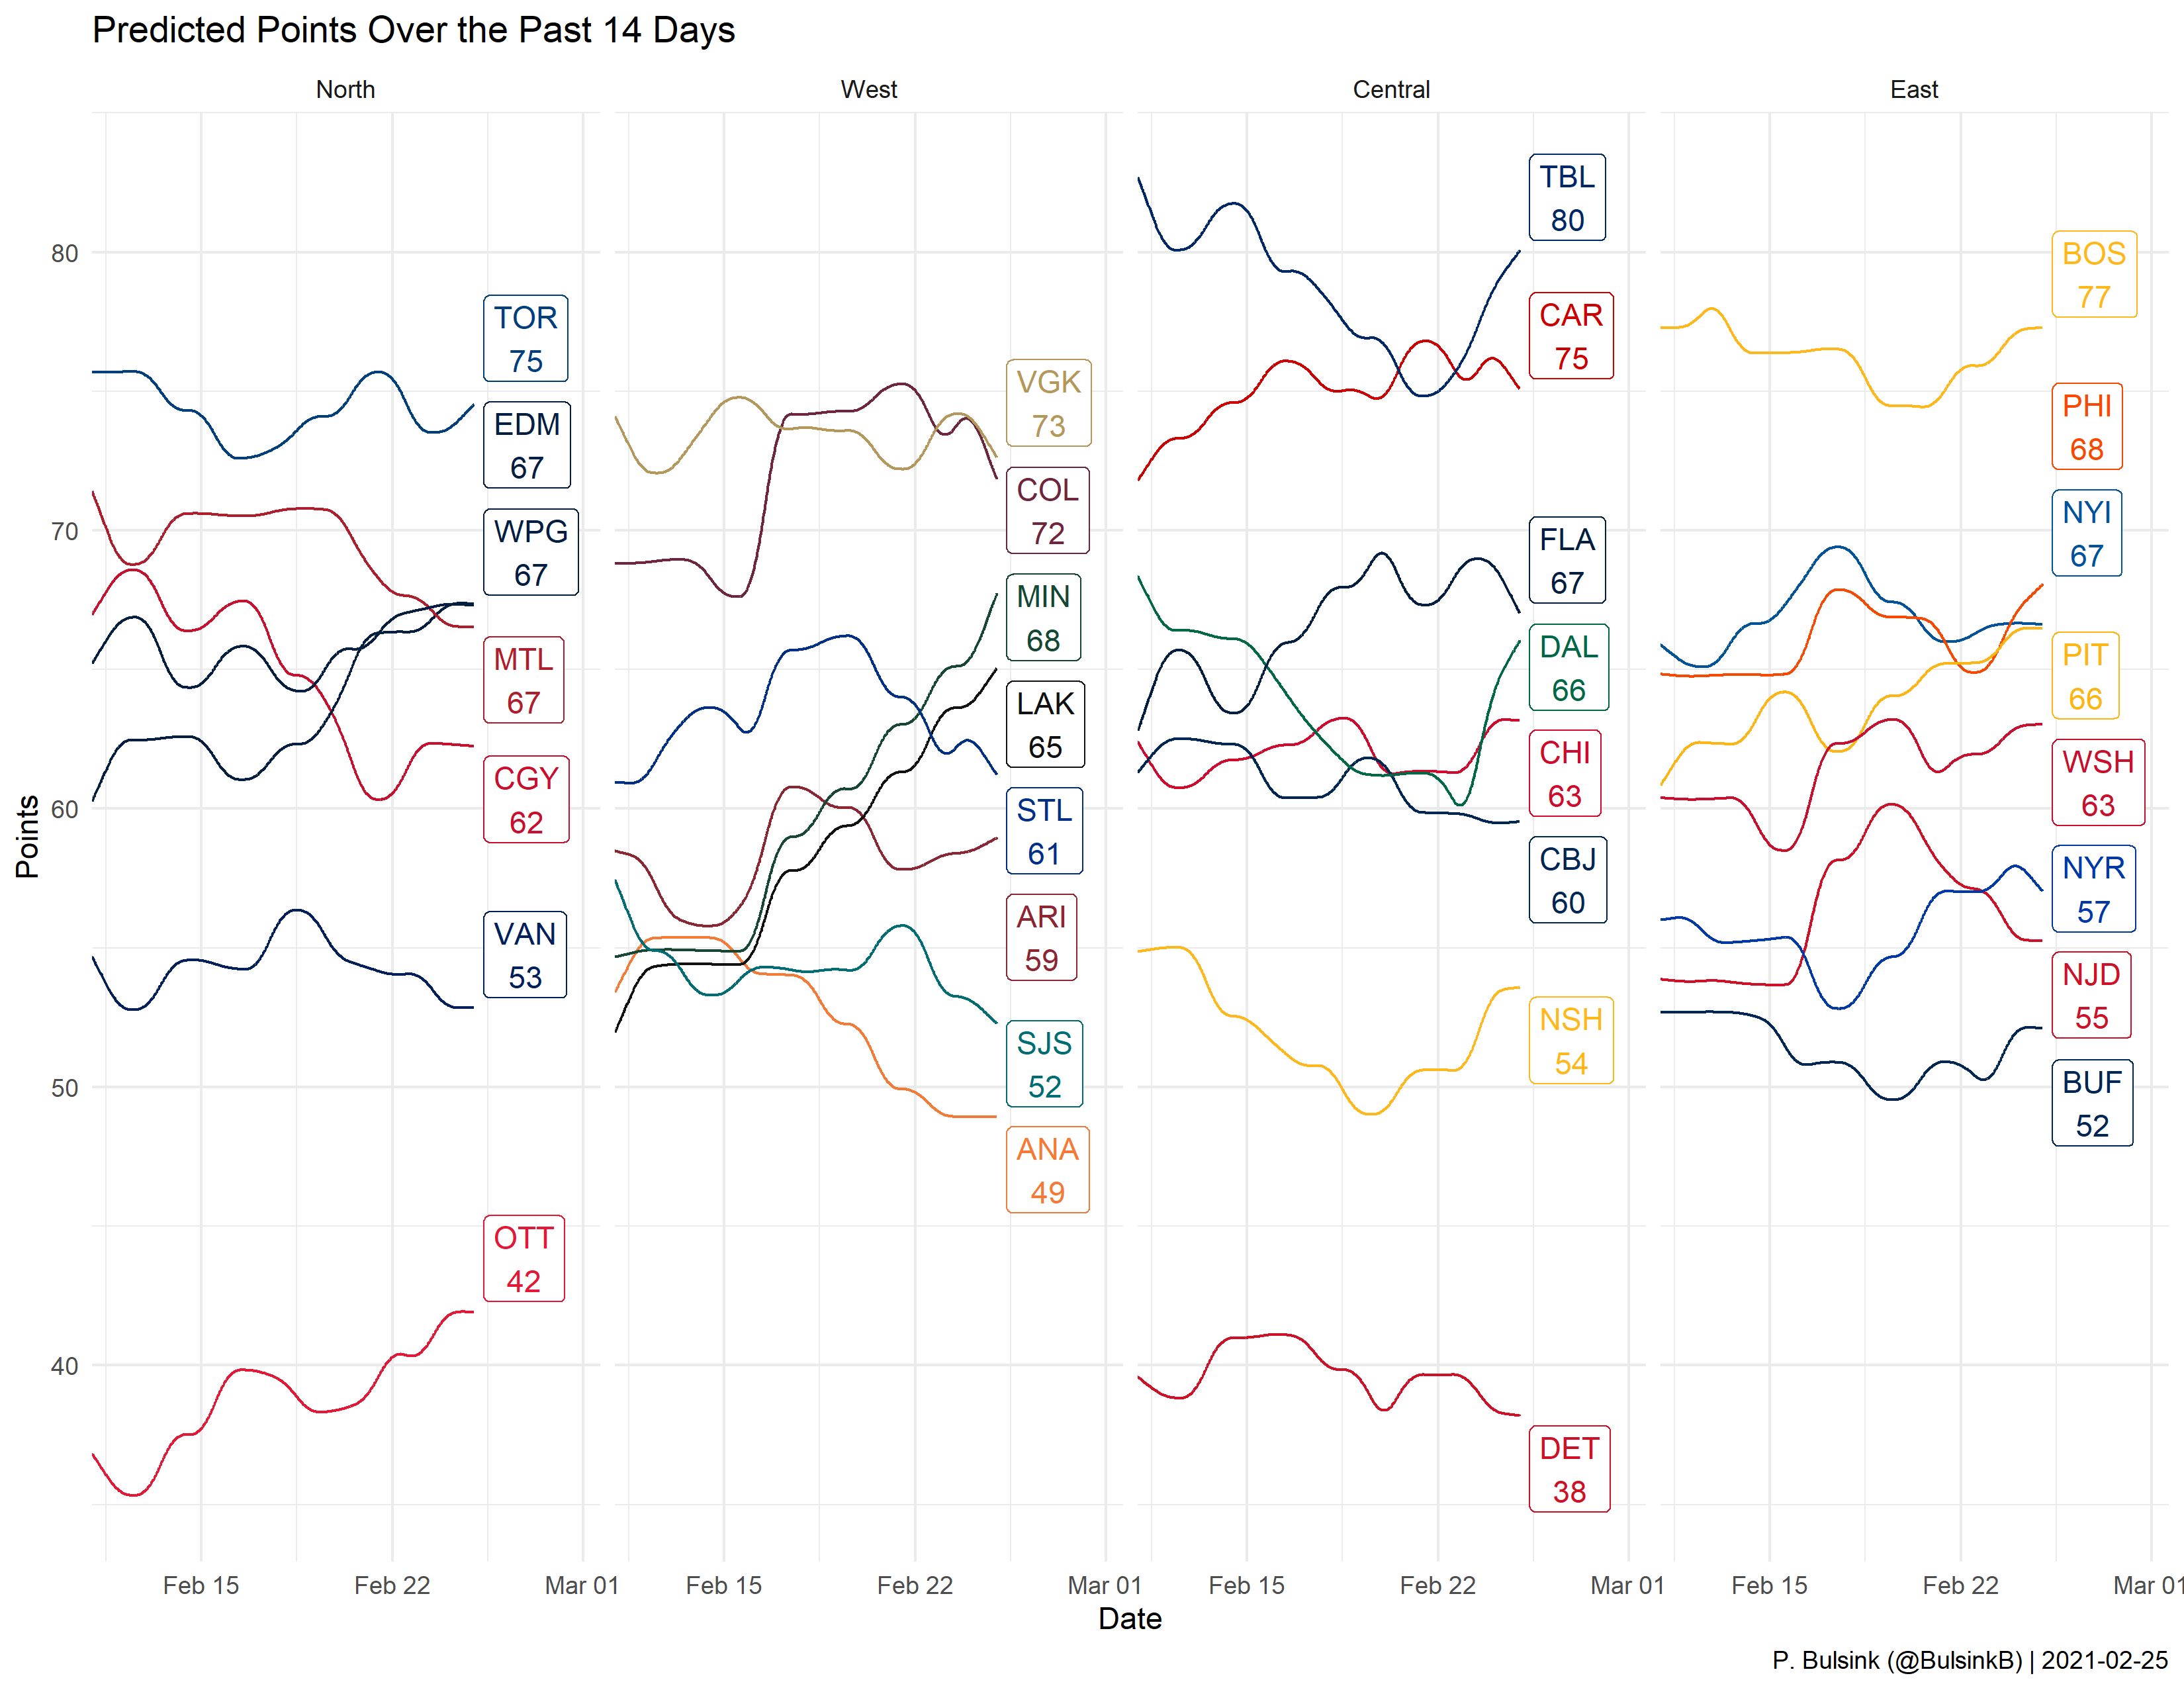 Predicted Points Over the Past 14 Days
North
West
Central
East
Points
80
70
60
50
40
TOR
75
EDM
67
WPG
67
MTL
67
CGY
62
VAN
53
OTT
42
VGK
73
COL
72
MIN
68
LAK
65
STL
61
ARI
59
SJS
52
ANA
49
TBL
80
CAR
75
FLA
67
DAL
66
CHI
63
CBJ
60
NSH
54
DET
38
BOS
77
PHI
68
NYI
67
PIT
66
WSH
63
NYR
57
NJD
55
BUF
52
Feb 15 Feb 22 Mar 01
Feb 15 Feb 22 Mar 01
Feb 15 Feb 22 Mar 01
Feb 15 Feb 22 Mar 01
Date
P. Bulsink (@BulsinkB) | 2021-02-25